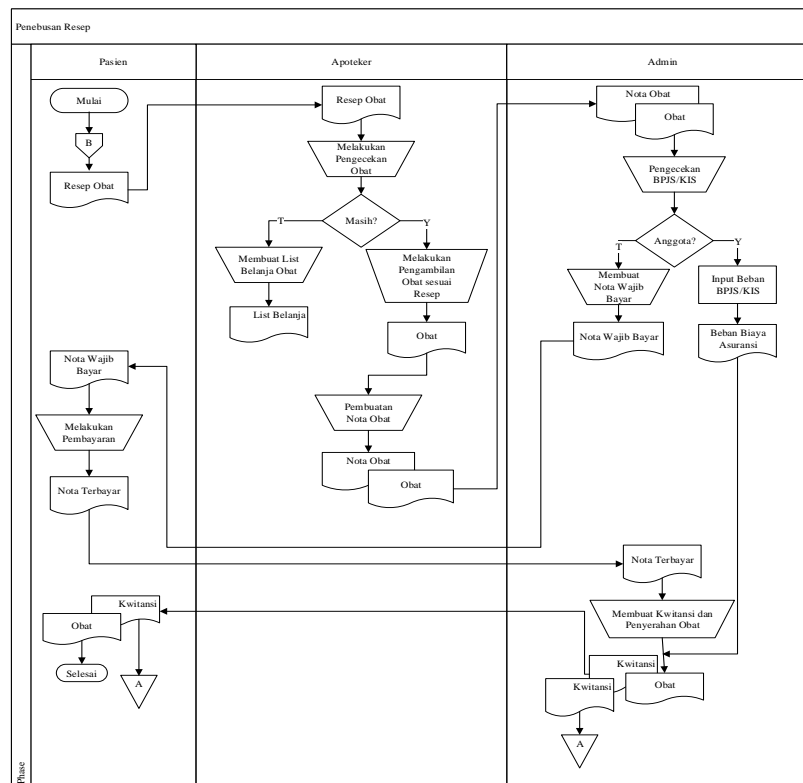 Penebusan Resep
Pasien
Apoteker
Admin
Mulai
B
Resep Obat
Resep Obat
Melakukan
Pengecekan
Obat
Masih?
T
Y
Membuat List
Belanja Obat
List Belanja
Melakukan
Pengambilan
Obat sesuai
Resep
Obat
Pembuatan
Nota Obat
Nota Obat
Obat
Nota Obat
Obat
Pengecekan
BPJS/KIS
Anggota?
T
Y
Membuat
Nota Wajib
Bayar
Nota Wajib Bayar
Input Beban
BPJS/KIS
Beban Biaya
Asuransi
Nota Wajib
Bayar
Melakukan
Pembayaran
Nota Terbayar
Nota Terbayar
Membuat Kwitansi dan
Penyerahan Obat
Kwitansi
Obat
Kwitansi
A
Kwitansi
Obat
Selesai
A
Phase